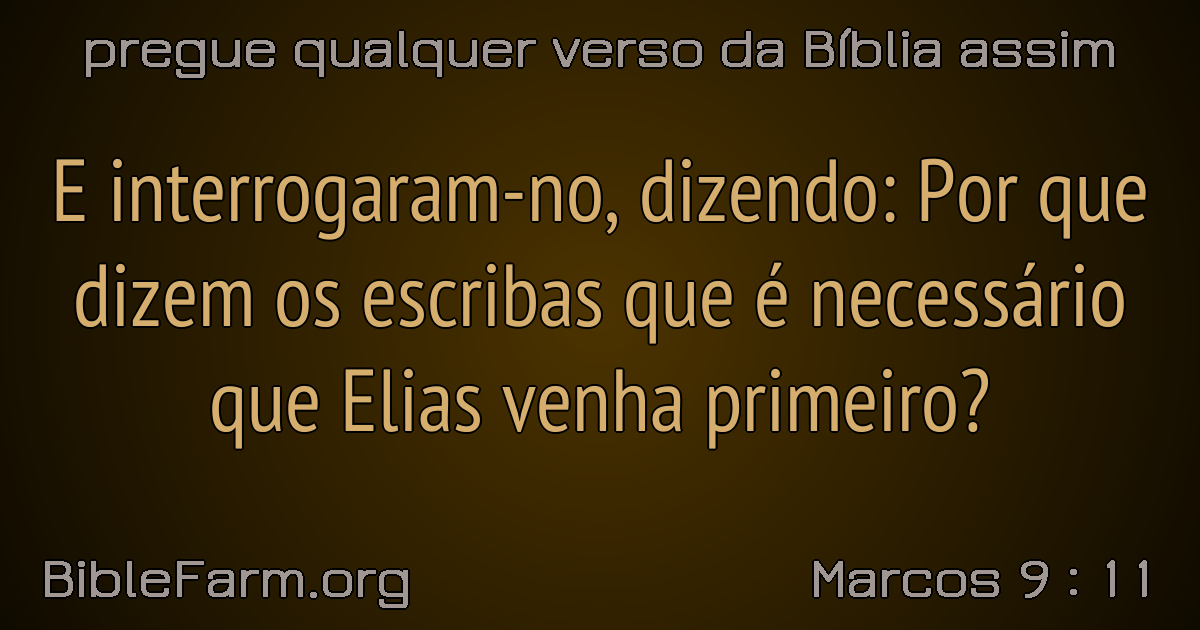 pregue qualquer verso da Bíblia assim
E interrogaram-no, dizendo: Por que
dizem os escribas que é necessário
que Elias venha primeiro?
BibleFarm.org
Marcos 9 : 11